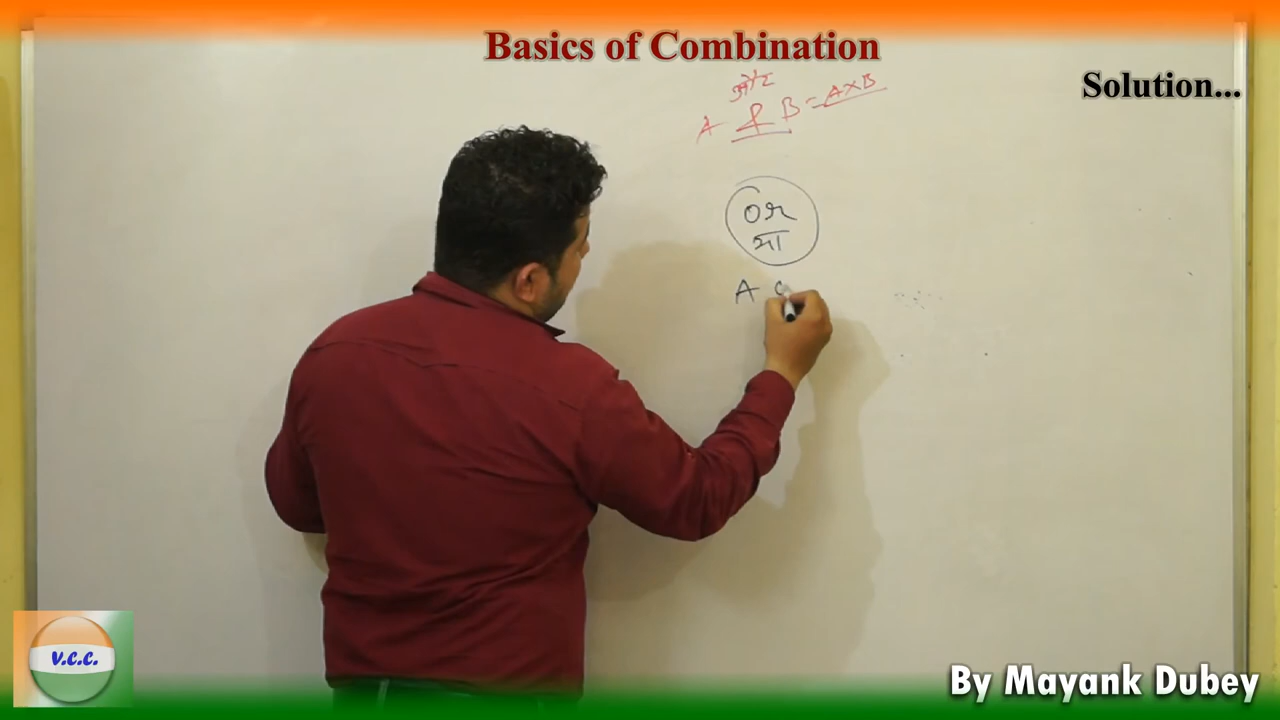 Basics of Combination
Solution...
और
A & B = A×B
Or
या
A
V.C.C.
By Mayank Dubey